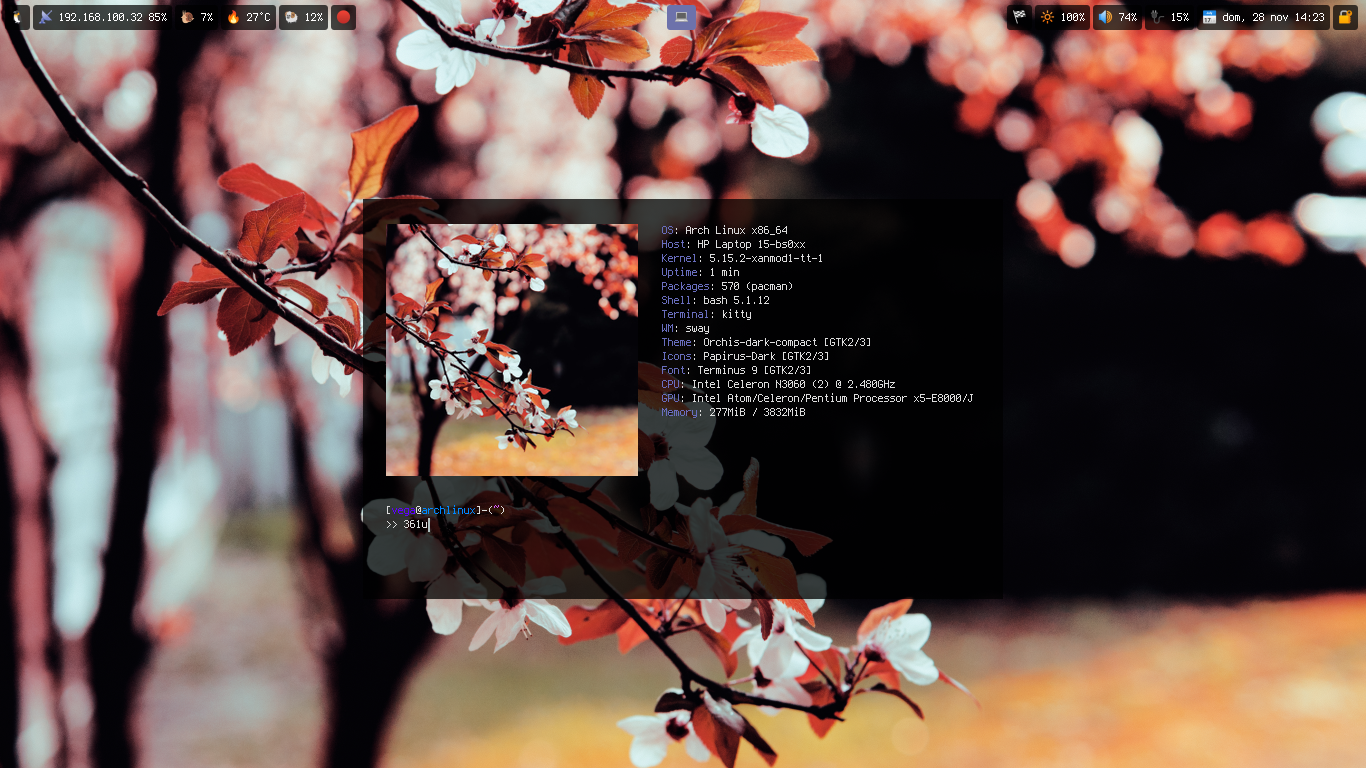 192.168.100.32 85% 7% 27°C 12% 100% 74% 15% dom, 28 nov 14:23
OS: Arch Linux x86_64
Host: HP Laptop 15-bs0xx
Kernel: 5.15.2-xanmod1-tt-1
Uptime: 1 min
Packages: 570 (pacman)
Shell: bash 5.1.12
Terminal: kitty
WM: sway
Theme: Orchis-dark-compact [GTK2/3]
Icons: Papirus-Dark [GTK2/3]
Font: Terminus 9 [GTK2/3]
CPU: Intel Celeron N3060 (2) @ 2.480GHz
GPU: Intel Atom/Celeron/Pentium Processor x5-E8000/J
Memory: 277MiB / 3832MiB
@archlinux]-(~)
>> 361u